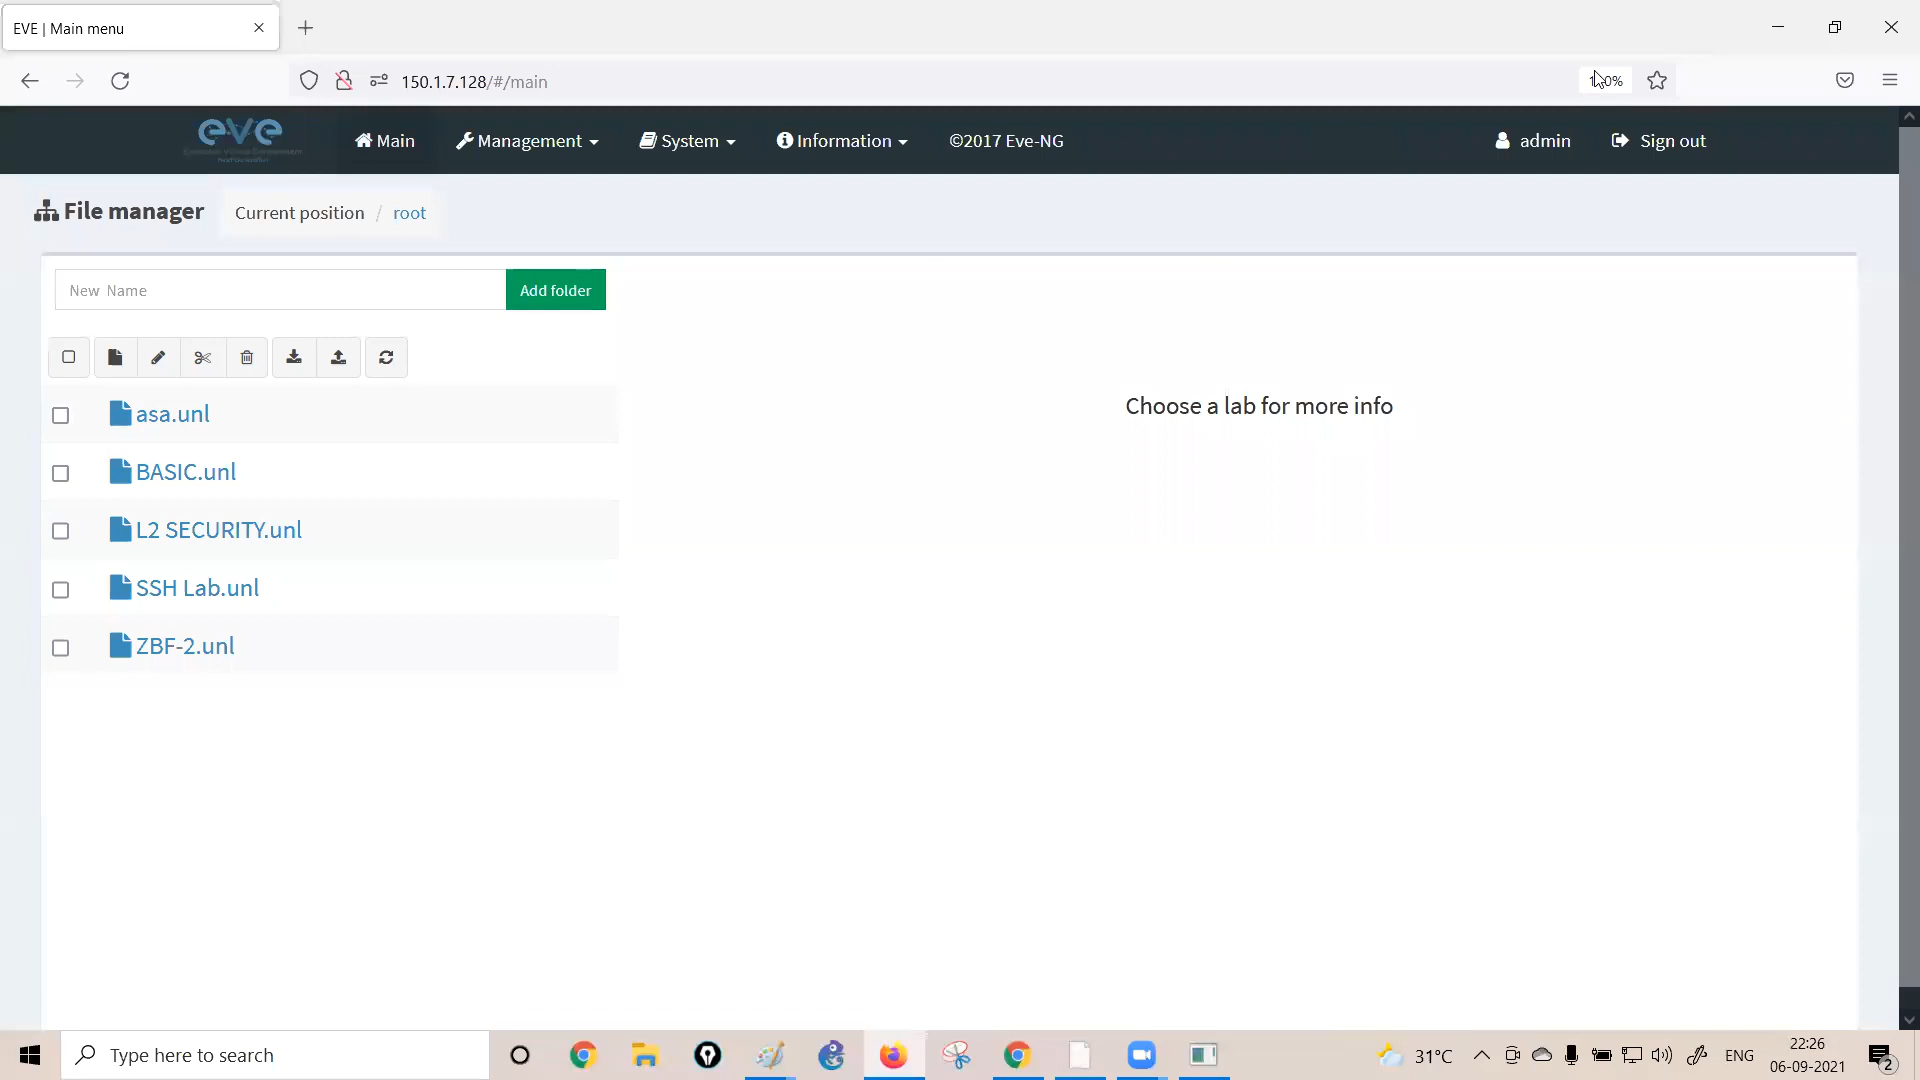 EVE | Main menu
150.1.7.128/#/main
eve
Main
Management
System
Information
©2017 Eve-NG
admin
Sign out
File manager
Current position / root
New Name
Add folder
asa.unl
Choose a lab for more info
BASIC.unl
L2 SECURITY.unl
SSH Lab.unl
ZBF-2.unl
Type here to search
31°C
ENG
22:26
06-09-2021
2